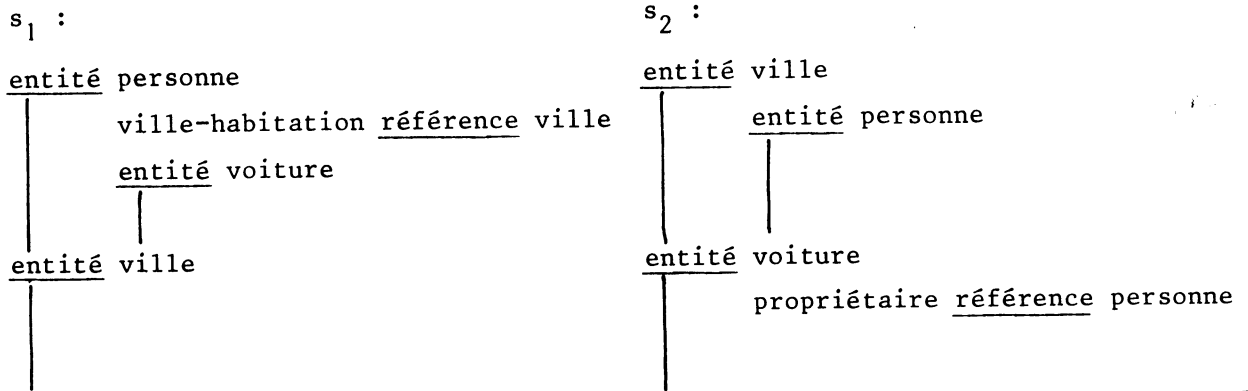 s1 :
entité personne
ville-habitation référence ville
entité voiture
entité ville
s2 :
entité ville
entité personne
entité voiture
propriétaire référence personne